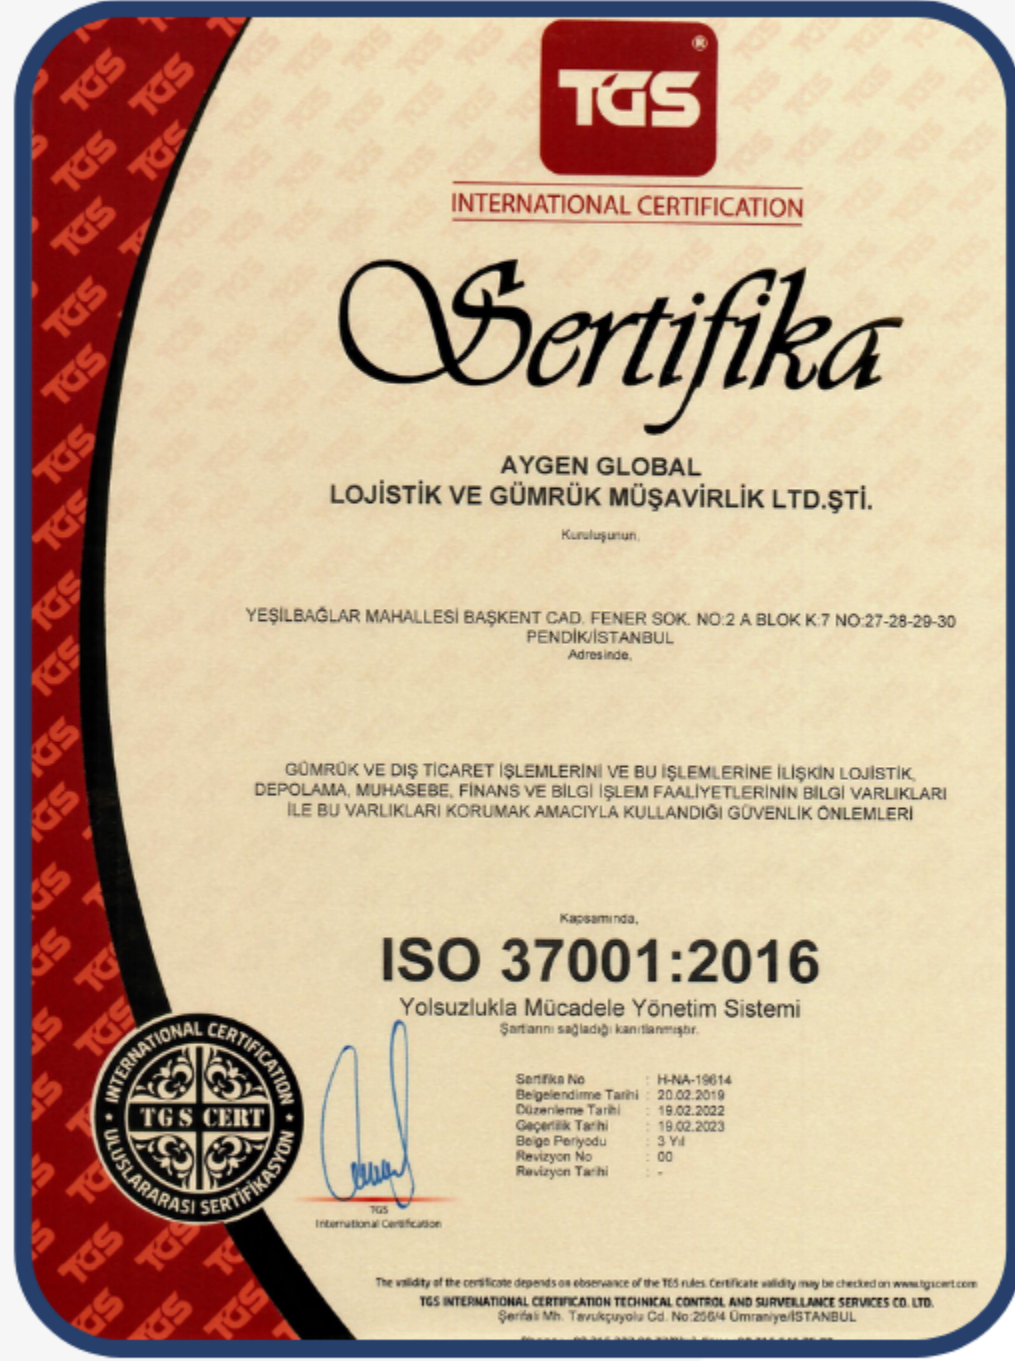 TGS®
INTERNATIONAL CERTIFICATION
Sertifika
AYGEN GLOBAL
LOJİSTİK VE GÜMRÜK MÜŞAVİRLİK LTD.ŞTİ.
Kuruluşunun,
YEŞİLBAĞLAR MAHALLESİ BAŞKENT CAD. FENER SOK. NO:2 A BLOK K:7 NO:27-28-29-30
PENDİK/İSTANBUL
Adresinde,
GÜMRÜK VE DIŞ TİCARET İŞLEMLERİNİ VE BU İŞLEMLERİNE İLİŞKİN LOJİSTİK,
DEPOLAMA, MUHASEBE, FİNANS VE BİLGİ İŞLEM FAALİYETLERİNİN BİLGİ VARLIKLARI
İLE BU VARLIKLARI KORUMAK AMACIYLA KULLANDIĞI GÜVENLİK ÖNLEMLERİ
Kapsamında,
ISO 37001:2016
Yolsuzlukla Mücadele Yönetim Sistemi
Şartlarını sağladığı kanıtlanmıştır.
Sertifika No : H-NA-19614
Belgelendirme Tarihi : 20.02.2019
Düzenleme Tarihi : 19.02.2022
Geçerlilik Tarihi : 19.02.2023
Belge Periyodu : 3 Yıl
Revizyon No : 00
Revizyon Tarihi : -
INTERNATIONAL CERTIFICATION
TGS CERT
ULUSLARARASI SERTİFİKASYON
TGS
International Certification
The validity of the certificate depends on observance of the TGS rules. Certificate validity may be checked on www.tgscert.com
TGS INTERNATIONAL CERTIFICATION TECHNICAL CONTROL AND SURVEILLANCE SERVICES CO. LTD.
Şerifali Mh. Tavukçuyolu Cd. No:256/4 Ümraniye/İSTANBUL